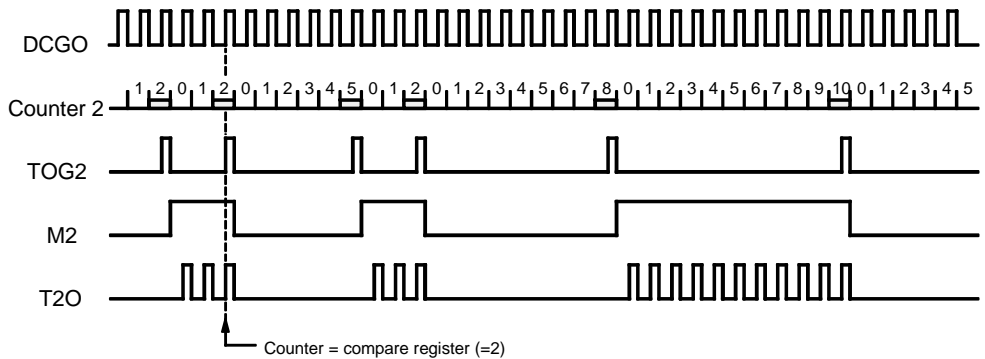 DCGO
Counter 2 1 2 0 1 2 0 1 2 3 4 5 0 1 2 0 1 2 3 4 5 6 7 8 0 1 2 3 4 5 6 7 8 9 10 0 1 2 3 4 5
TOG2
M2
T2O
Counter = compare register (=2)